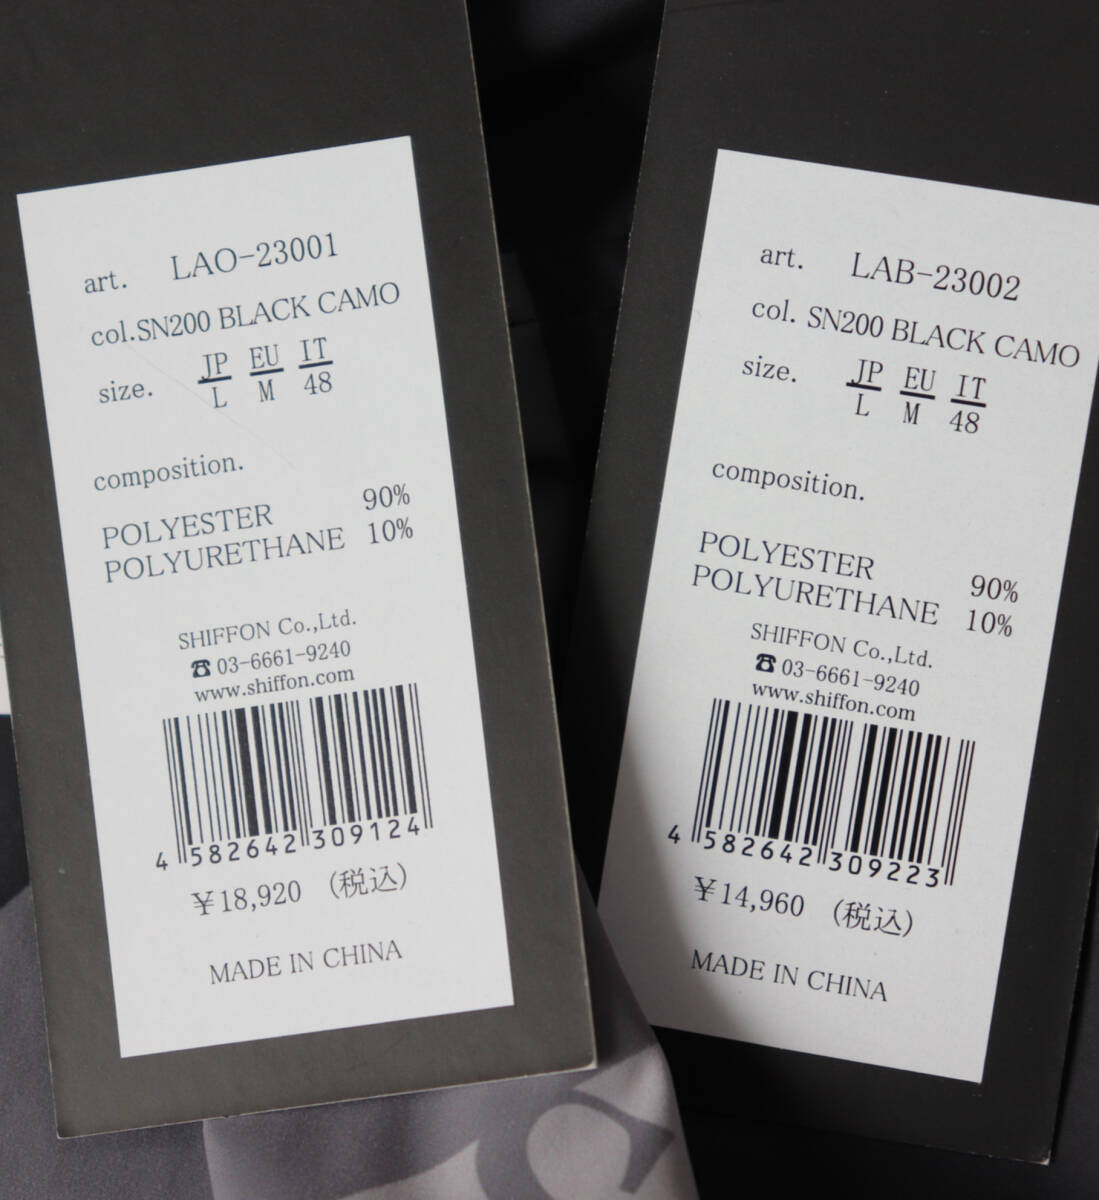 art. LAO-23001
col.SN200 BLACK CAMO
size. JP EU IT
L M 48
composition.
POLYESTER 90%
POLYURETHANE 10%
SHIFFON Co.,Ltd.
☎03-6661-9240
www.shiffon.com
4 582642 309124
¥18,920 (税込)
MADE IN CHINA
art. LAB-23002
col. SN200 BLACK CAMO
size. JP EU IT
L M 48
composition.
POLYESTER 90%
POLYURETHANE 10%
SHIFFON Co.,Ltd.
☎03-6661-9240
www.shiffon.com
4 582642 309223
¥14,960 (税込)
MADE IN CHINA